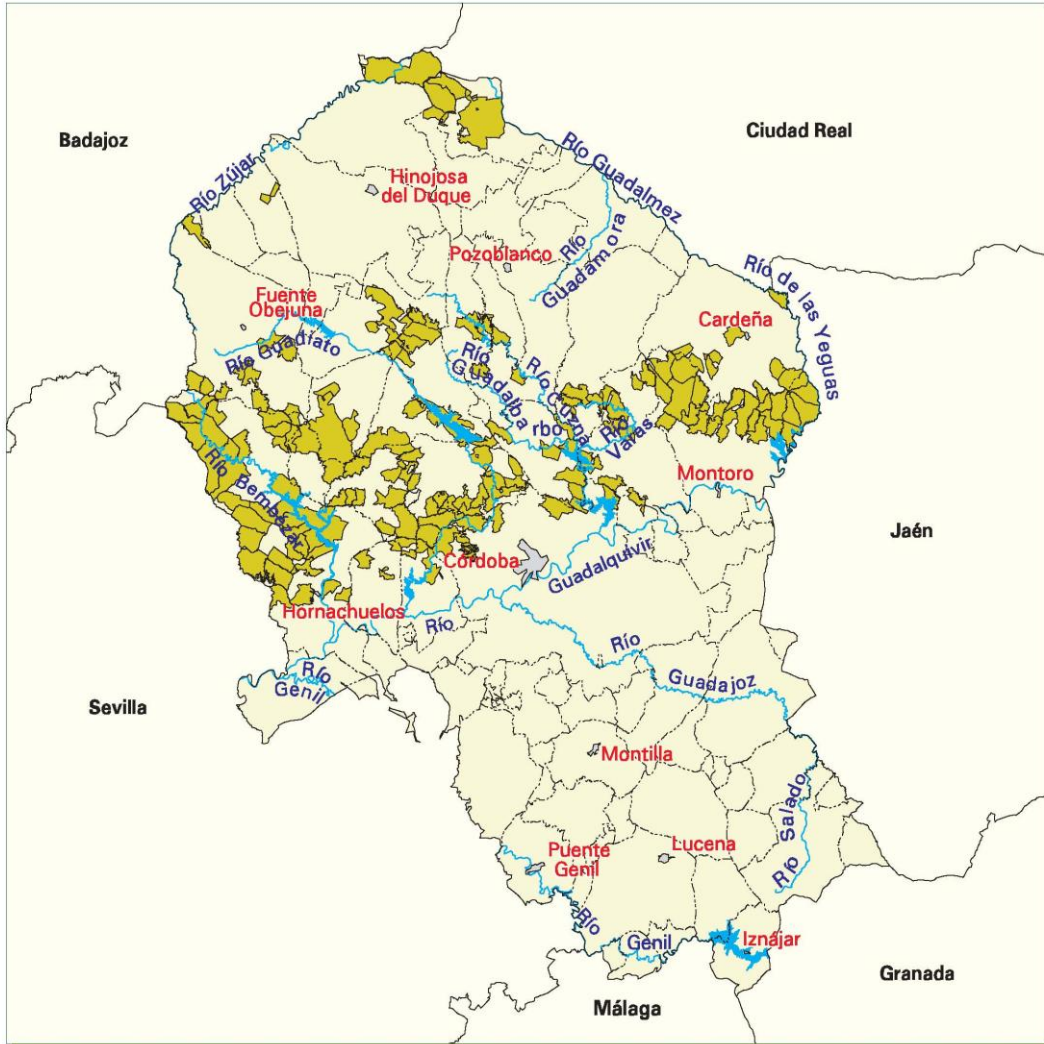 Badajoz
Ciudad Real
Río Zújar
Hinojosa
del Duque
Río Guadalmez
Pozoblanco
Río
Guadamora
Río de las Yeguas
Fuente
Obejuna
Cardeña
Río Guadiato
Río
Guadalba
rbo
Río Cuzna
Río
Varas
Río Bembézar
Montoro
Jaén
Córdoba
Guadalquivir
Hornachuelos
Río
Río
Guadajoz
Río
Genil
Sevilla
Montilla
Río Salado
Puente
Genil
Lucena
Río
Genil
Iznájar
Granada
Málaga